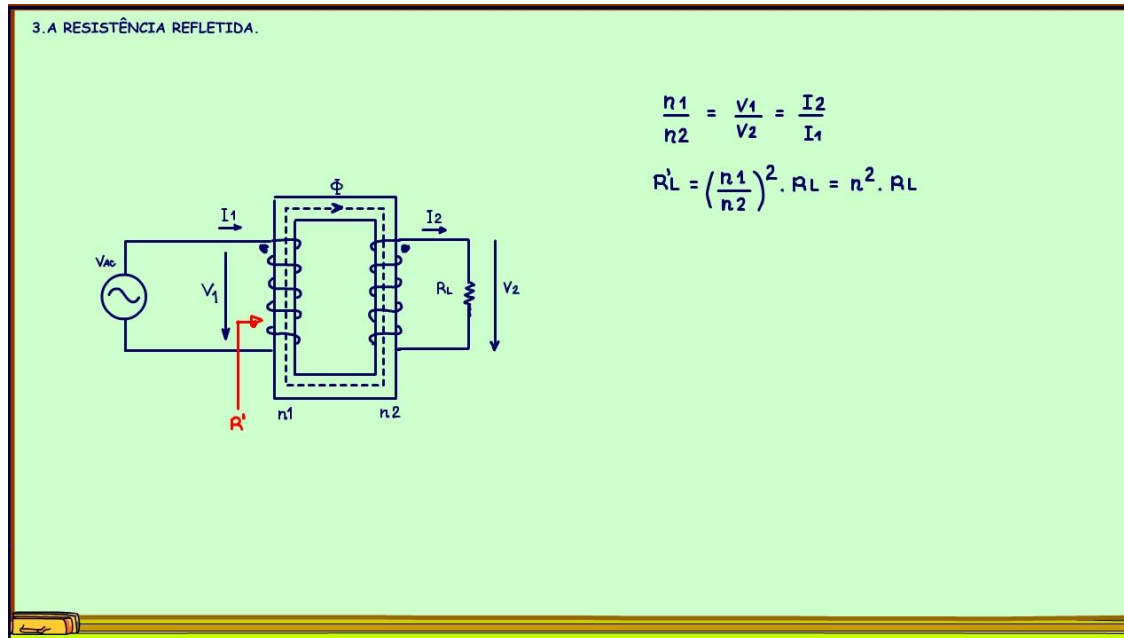 3.A RESISTÊNCIA REFLETIDA.
n1/n2 = V1/V2 = I2/I1
R'L = (n1/n2)². RL = n². RL
Φ
I1
I2
VAC
V1
RL
V2
R'
n1
n2